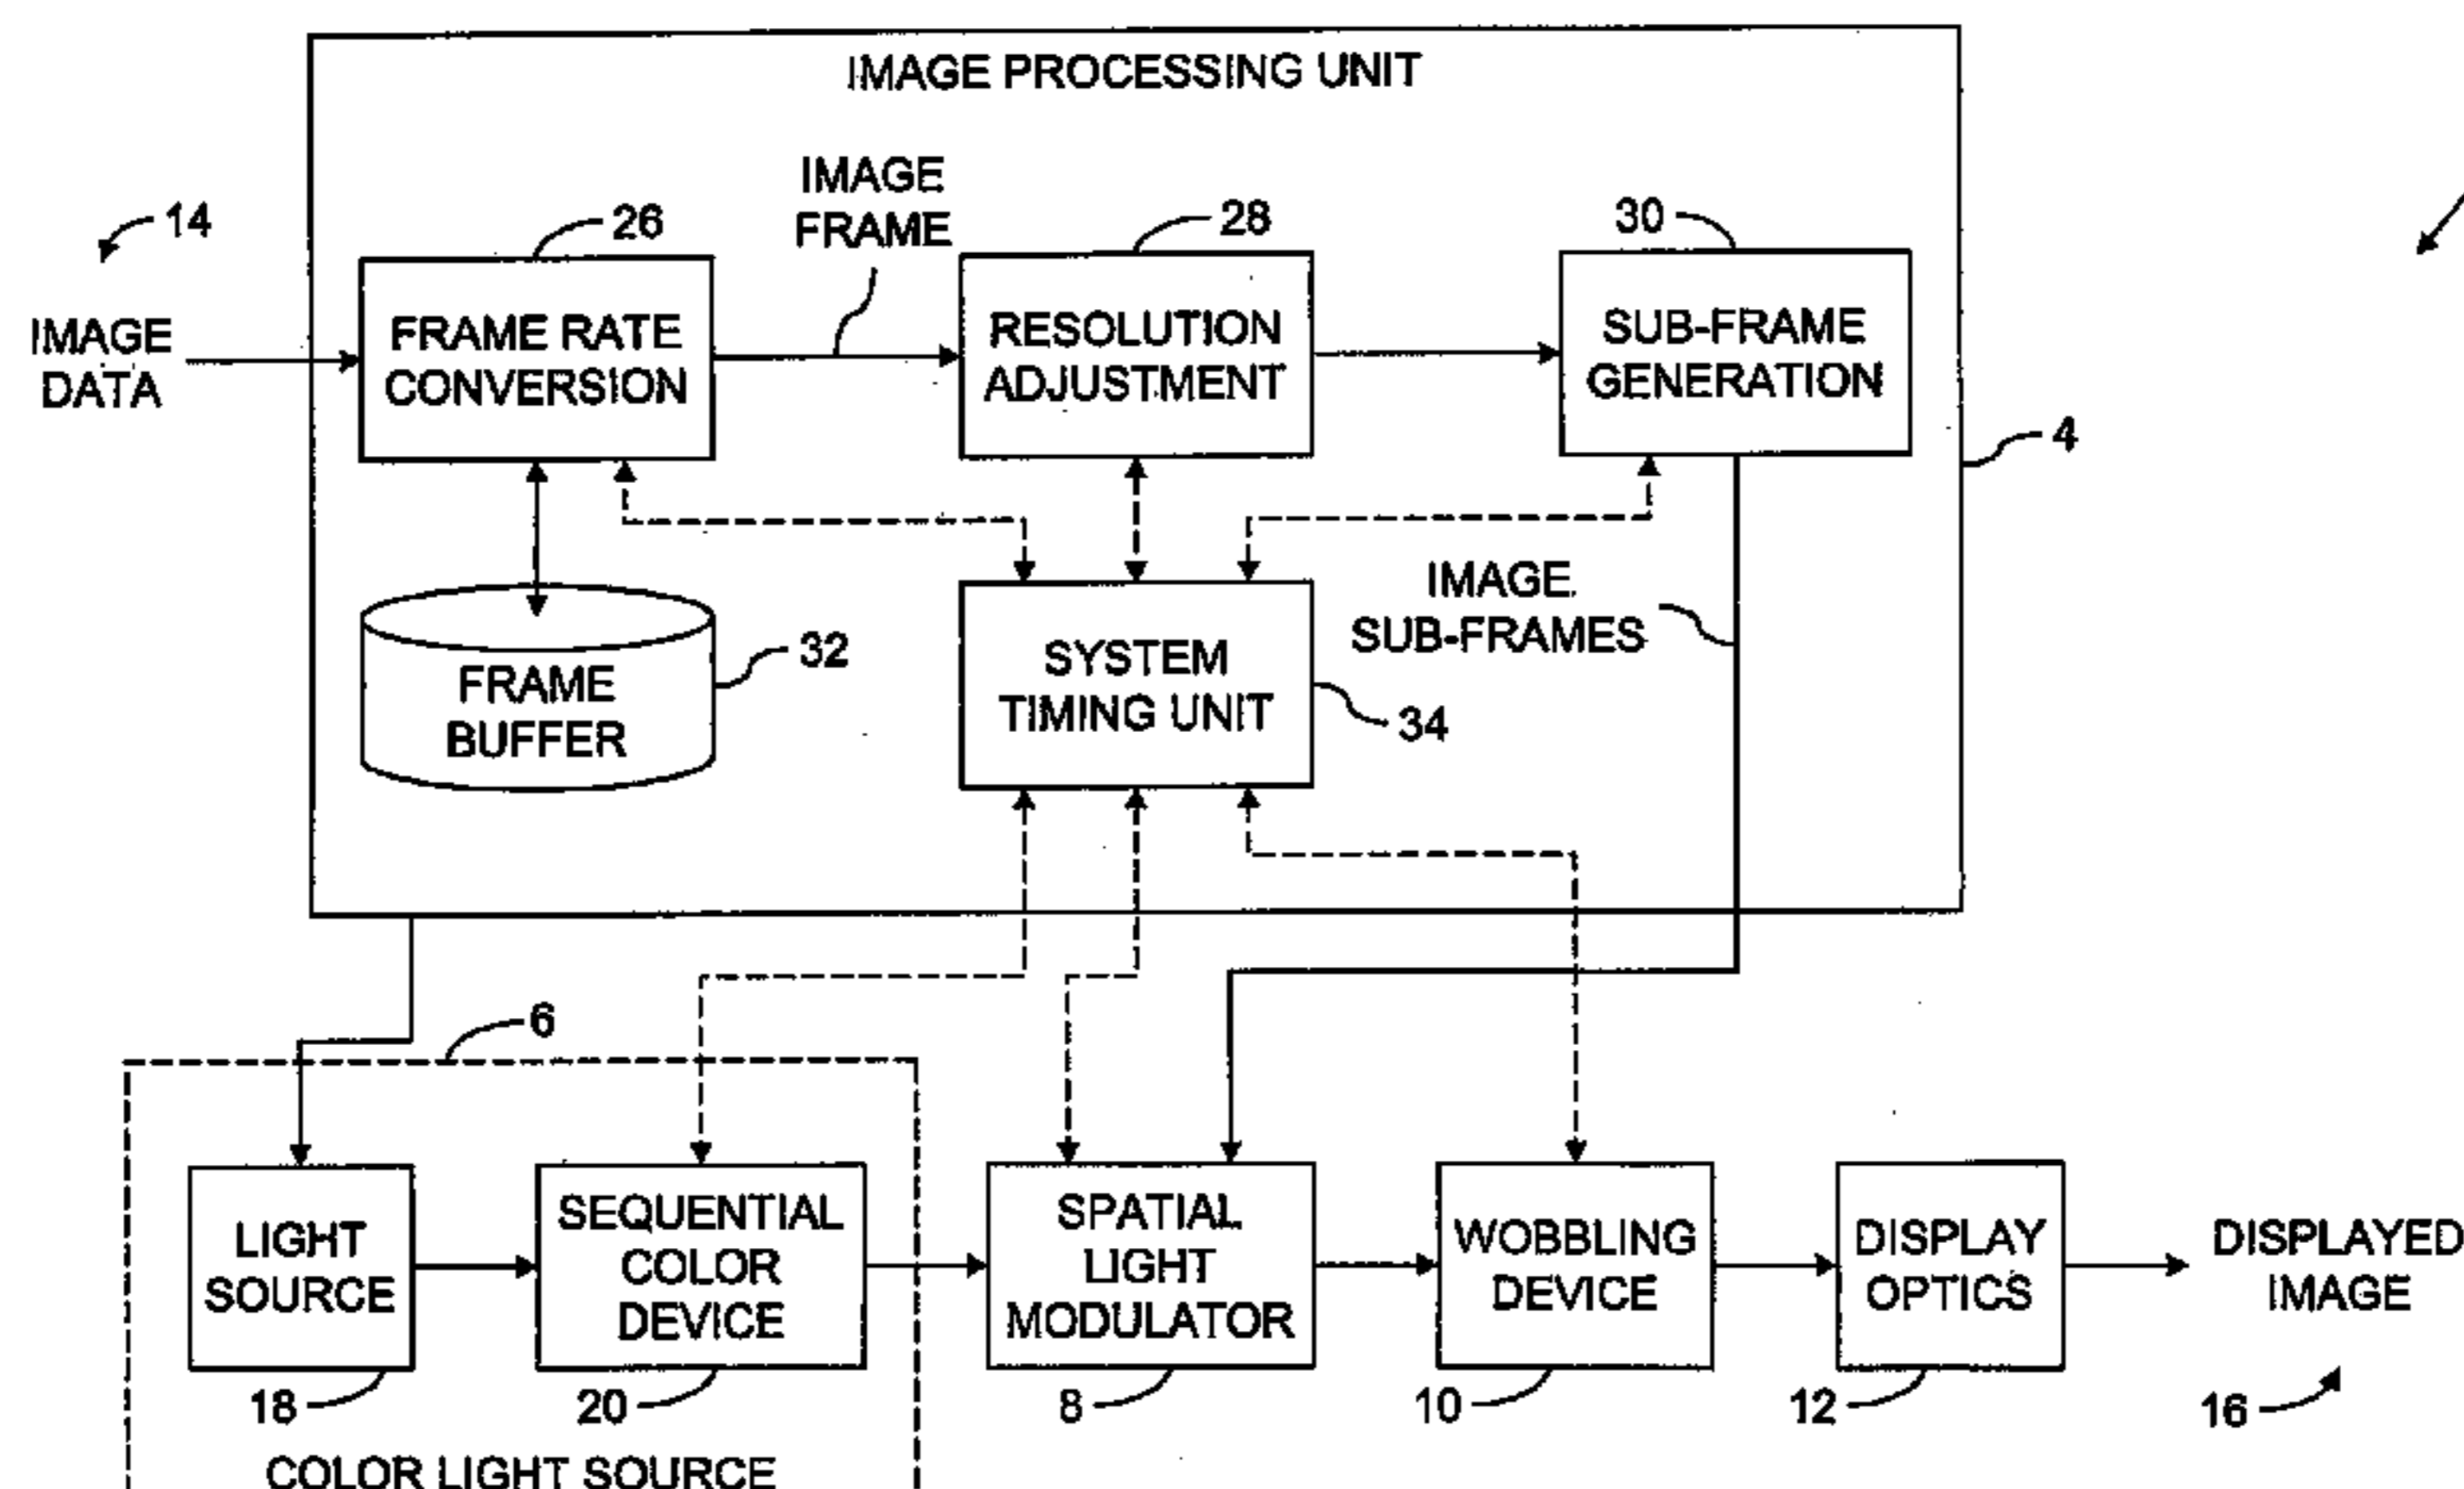 IMAGE PROCESSING UNIT
IMAGE
FRAME
14
26
28
30
IMAGE
DATA
FRAME RATE
CONVERSION
RESOLUTION
ADJUSTMENT
SUB-FRAME
GENERATION
4
IMAGE
SUB-FRAMES
32
FRAME
BUFFER
SYSTEM
TIMING UNIT
34
6
LIGHT
SOURCE
SEQUENTIAL
COLOR
DEVICE
SPATIAL
LIGHT
MODULATOR
WOBBLING
DEVICE
DISPLAY
OPTICS
DISPLAYED
IMAGE
18
20
8
10
12
16
COLOR LIGHT SOURCE